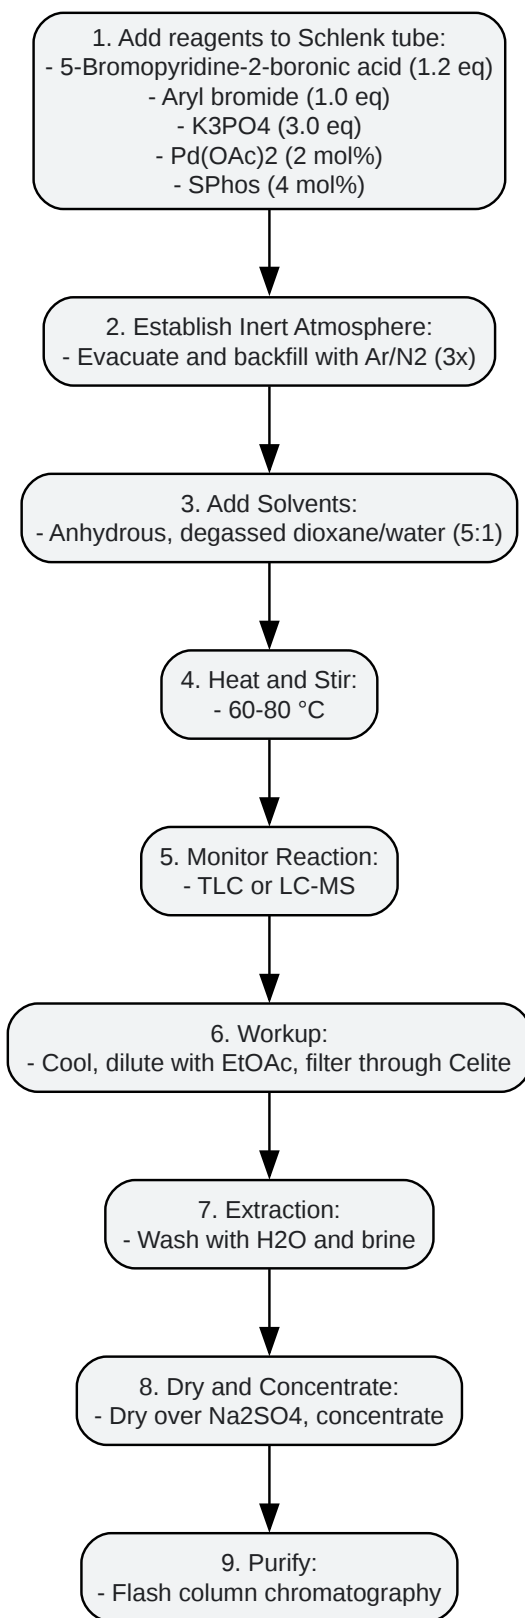 1. Add reagents to Schlenk tube:
- 5-Bromopyridine-2-boronic acid (1.2 eq)
- Aryl bromide (1.0 eq)
- K3PO4 (3.0 eq)
- Pd(OAc)2 (2 mol%)
- SPhos (4 mol%)
2. Establish Inert Atmosphere:
- Evacuate and backfill with Ar/N2 (3x)
3. Add Solvents:
- Anhydrous, degassed dioxane/water (5:1)
4. Heat and Stir:
- 60-80 °C
5. Monitor Reaction:
- TLC or LC-MS
6. Workup:
- Cool, dilute with EtOAc, filter through Celite
7. Extraction:
- Wash with H2O and brine
8. Dry and Concentrate:
- Dry over Na2SO4, concentrate
9. Purify:
- Flash column chromatography